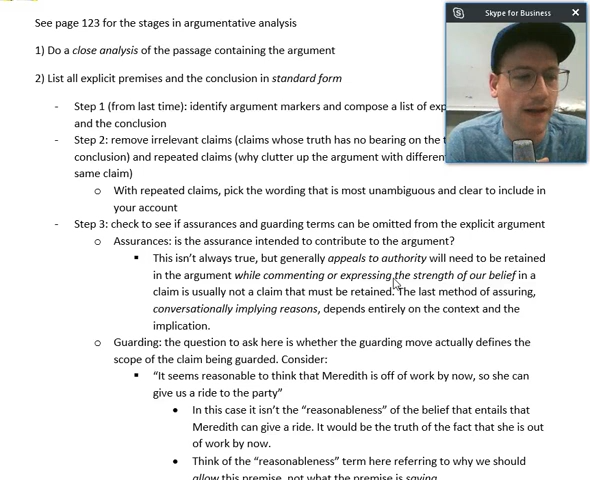 See page 123 for the stages in argumentative analysis
Skype for Business
1) Do a close analysis of the passage containing the argument
2) List all explicit premises and the conclusion in standard form
- Step 1 (from last time): identify argument markers and compose a list of
and the conclusion
- Step 2: remove irrelevant claims (claims whose truth has no bearing on the
conclusion) and repeated claims (why clutter up the argument with
same claim)
o With repeated claims, pick the wording that is most unambiguous and clear to include in
your account
- Step 3: check to see if assurances and guarding terms can be omitted from the explicit argument
o Assurances: is the assurance intended to contribute to the argument?
▪ This isn't always true, but generally appeals to authority will need to be retained
in the argument while commenting or expressing the strength of our belief in a
claim is usually not a claim that must be retained. The last method of assuring,
conversationally implying reasons, depends entirely on the context and the
implication.
o Guarding: the question to ask here is whether the guarding move actually defines the
scope of the claim being guarded. Consider:
▪ "It seems reasonable to think that Meredith is off of work by now, so she can
give us a ride to the party"
• In this case it isn't the "reasonableness" of the belief that entails that
Meredith can give a ride. It would be the truth of the fact that she is out
of work by now.
• Think of the "reasonableness" term here referring to why we should
allow this premise, not what the premise is saying.